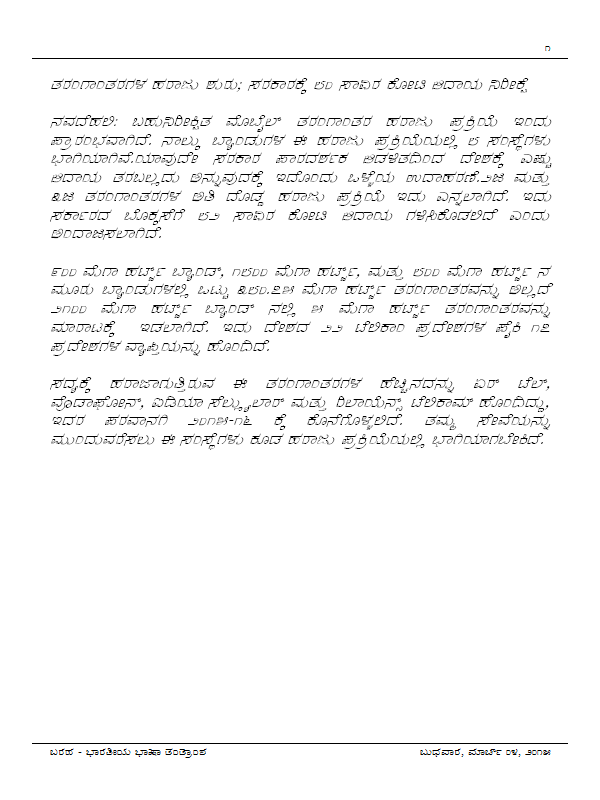 ೧
ತರಂಗಾಂತರಗಳ ಹರಾಜು ಶುರು; ಸರಕಾರಕ್ಕೆ ೮೦ ಸಾವಿರ ಕೋಟಿ ಆದಾಯ ನಿರೀಕ್ಷೆ
ನವದೆಹಲಿ: ಬಹುನಿರೀಕ್ಷಿತ ಮೊಬೈಲ್ ತರಂಗಾಂತರ ಹರಾಜು ಪ್ರಕ್ರಿಯೆ ಇಂದು
ಪ್ರಾರಂಭವಾಗಿದೆ. ನಾಲ್ಕು ಬ್ಯಾಂಡುಗಳ ಈ ಹರಾಜು ಪ್ರಕ್ರಿಯೆಯಲ್ಲಿ ೮ ಸಂಸ್ಥೆಗಳು
ಭಾಗಿಯಾಗಿವೆ.ಯಾವುದೇ ಸರಕಾರ ಪಾರದರ್ಶಕ ಆಡಳಿತದಿಂದ ದೇಶಕ್ಕೆ ಎಷ್ಟು
ಆದಾಯ ತರಬಲ್ಲದು ಅನ್ನುವುದಕ್ಕೆ ಇದೊಂದು ಒಳ್ಳೆಯ ಉದಾಹರಣೆ.೨ಜಿ ಮತ್ತು
೩ಜಿ ತರಂಗಾಂತರಗಳ ಅತಿ ದೊಡ್ಡ ಹರಾಜು ಪ್ರಕ್ರಿಯೆ ಇದು ಎನ್ನಲಾಗಿದೆ. ಇದು
ಸರ್ಕಾರದ ಬೊಕ್ಕಸೆಗೆ ೮೨ ಸಾವಿರ ಕೋಟಿ ಆದಾಯ ಗಳಿಸಿಕೊಡಲಿದೆ ಎಂದು
ಅಂದಾಜಿಸಲಾಗಿದೆ.
೯೦೦ ಮೆಗಾ ಹರ್ಟ್ಜ್ ಬ್ಯಾಂಡ್, ೧೮೦೦ ಮೆಗಾ ಹರ್ಟ್ಜ್, ಮತ್ತು ೮೦೦ ಮೆಗಾ ಹರ್ಟ್ಜ್ ನ
ಮೂರು ಬ್ಯಾಂಡುಗಳಲ್ಲಿ ಒಟ್ಟು ೩೮೦.೭೫ ಮೆಗಾ ಹರ್ಟ್ಜ್ ತರಂಗಾಂತರವನ್ನು ಅಲ್ಲದೆ
೨೧೦೦ ಮೆಗಾ ಹರ್ಟ್ಜ್ ಬ್ಯಾಂಡ್ ನಲ್ಲಿ ೫ ಮೆಗಾ ಹರ್ಟ್ಜ್ ತರಂಗಾಂತರವನ್ನು
ಮಾರಾಟಕ್ಕೆ ಇಡಲಾಗಿದೆ. ಇದು ದೇಶದ ೨೨ ಟೆಲಿಕಾಂ ಪ್ರದೇಶಗಳ ಪೈಕಿ ೧೭
ಪ್ರದೇಶಗಳ ವ್ಯಾಪ್ತಿಯನ್ನು ಹೊಂದಿದೆ.
ಸದ್ಯಕ್ಕೆ ಹರಾಜಾಗುತ್ತಿರುವ ಈ ತರಂಗಾಂತರಗಳ ಹೆಚ್ಚಿನದನ್ನು ಏರ್ ಟೆಲ್,
ವೊಡಾಫೋನ್, ಐಡಿಯಾ ಸೆಲ್ಯುಲಾರ್ ಮತ್ತು ರಿಲಾಯೆನ್ಸ್ ಟೆಲಿಕಾಮ್ ಹೊಂದಿದ್ದು,
ಇದರ ಪರವಾನಗಿ ೨೦೧೫-೧೬ ಕ್ಕೆ ಕೊನೆಗೊಳ್ಳಲಿದೆ. ತಮ್ಮ ಸೇವೆಯನ್ನು
ಮುಂದುವರೆಸಲು ಈ ಸಂಸ್ಥೆಗಳು ಕೂಡ ಹರಾಜು ಪ್ರಕ್ರಿಯೆಯಲ್ಲಿ ಭಾಗಿಯಾಗಬೇಕಿದೆ.
ಬರಹ - ಭಾರತೀಯ ಭಾಷಾ ತಂತ್ರಾಂಶ ಬುಧವಾರ, ಮಾರ್ಚ್ ೦೪, ೨೦೧೫